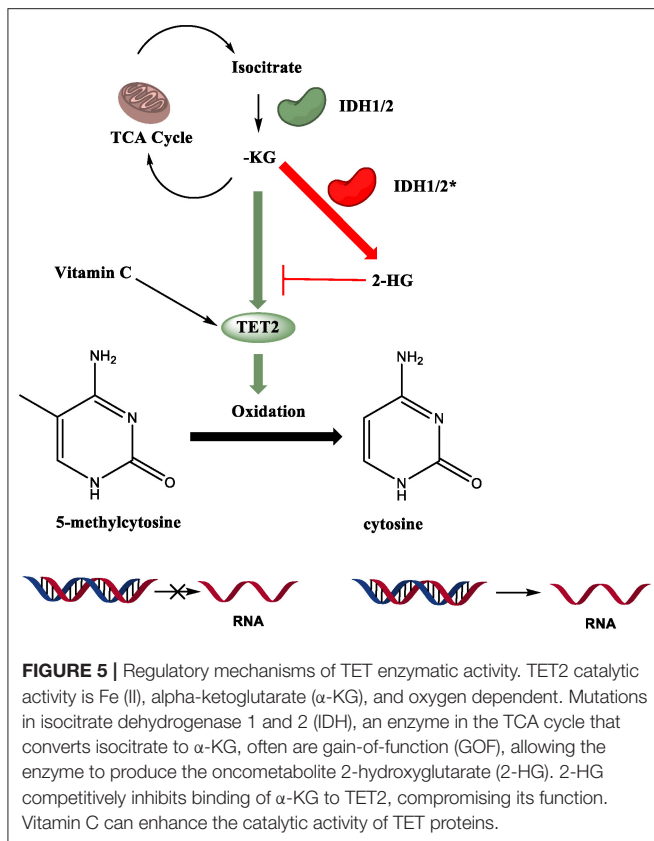 Isocitrate
IDH1/2
TCA Cycle
-KG
IDH1/2*
2-HG
Vitamin C
TET2
NH₂
NH₂
Oxidation
N
N
N
H
O
N
H
O
5-methylcytosine
cytosine
RNA
RNA
FIGURE 5 | Regulatory mechanisms of TET enzymatic activity. TET2 catalytic
activity is Fe (II), alpha-ketoglutarate (α-KG), and oxygen dependent. Mutations
in isocitrate dehydrogenase 1 and 2 (IDH), an enzyme in the TCA cycle that
converts isocitrate to α-KG, often are gain-of-function (GOF), allowing the
enzyme to produce the oncometabolite 2-hydroxyglutarate (2-HG). 2-HG
competitively inhibits binding of α-KG to TET2, compromising its function.
Vitamin C can enhance the catalytic activity of TET proteins.